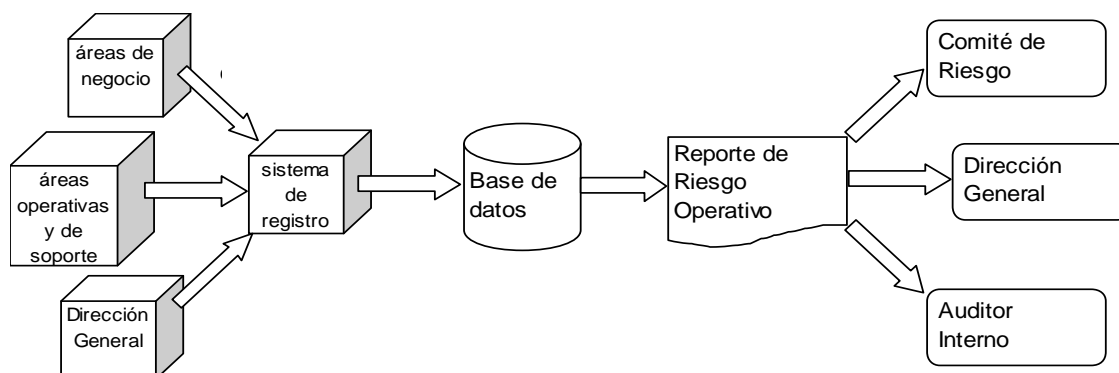 áreas de
negocio
áreas
operativas
y de
soporte
Dirección
General
sistema
de
registro
Base de
datos
Reporte de
Riesgo
Operativo
Comité de
Riesgo
Dirección
General
Auditor
Interno